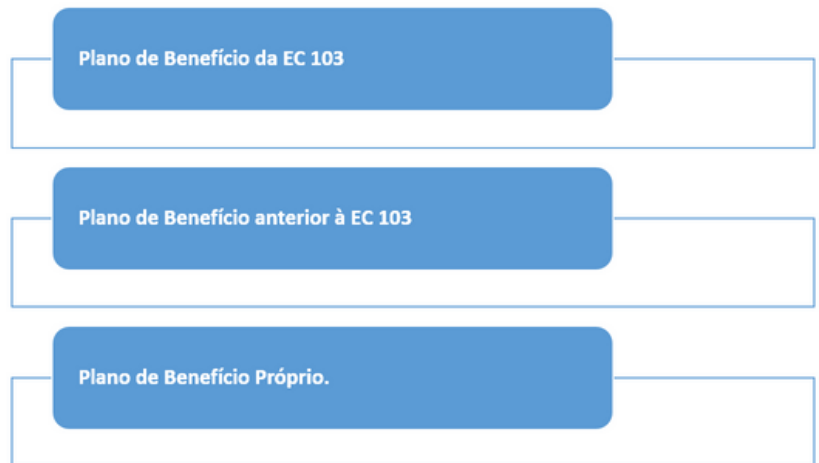 Plano de Benefício da EC 103
Plano de Benefício anterior à EC 103
Plano de Benefício Próprio.